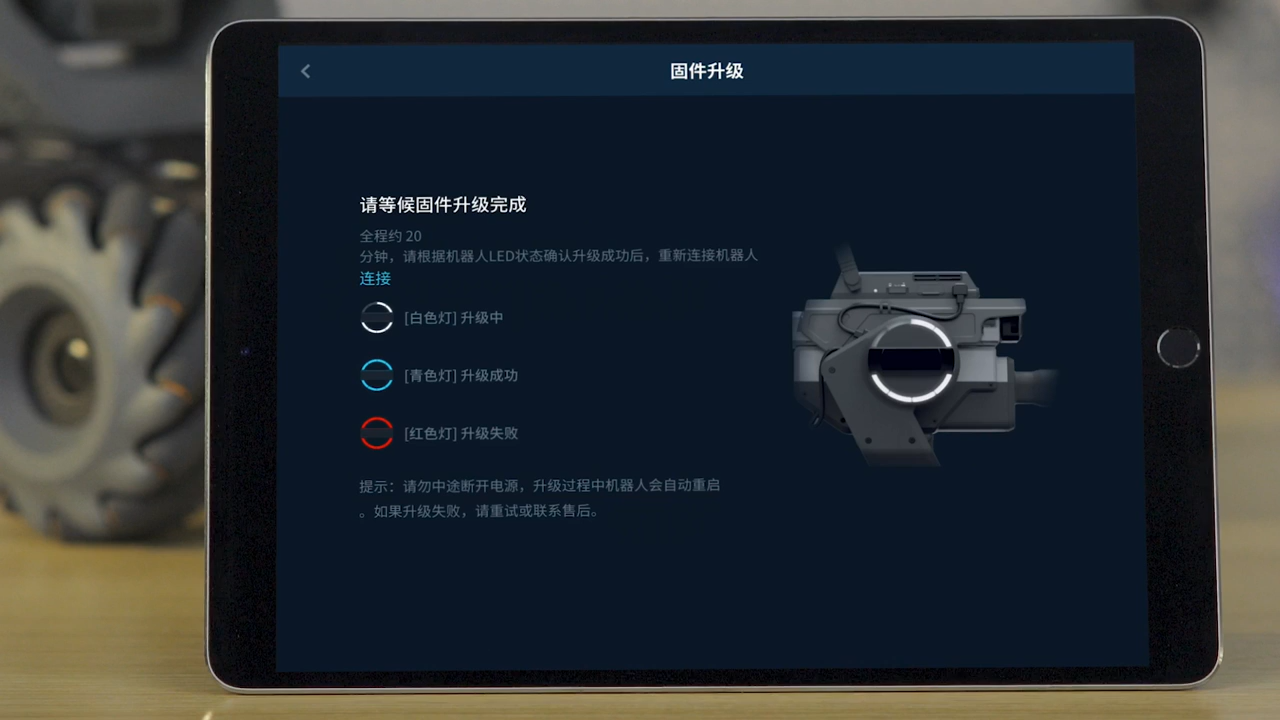 固件升级
请等候固件升级完成
全程约 20
分钟，请根据机器人LED状态确认升级成功后，重新连接机器人
连接
[白色灯] 升级中
[青色灯] 升级成功
[红色灯] 升级失败
提示：请勿中途断开电源，升级过程中机器人会自动重启
。如果升级失败，请重试或联系售后。